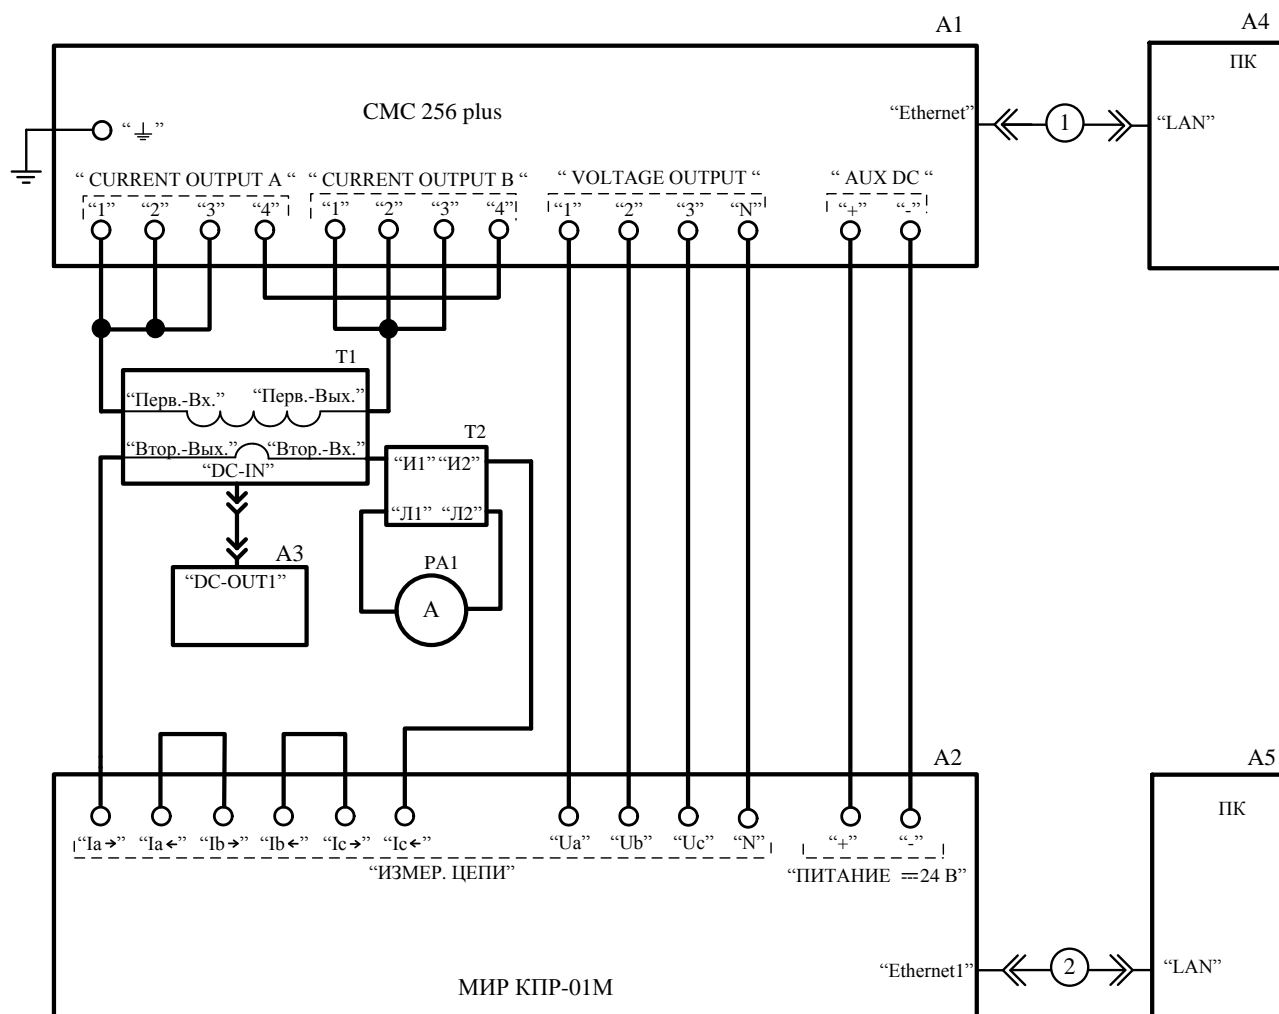 A1
A4
ПК
CMC 256 plus
“Ethernet”
1
“LAN”
“⏚”
“ CURRENT OUTPUT A “
“ CURRENT OUTPUT B “
“ VOLTAGE OUTPUT “
“ AUX DC “
“1” “2” “3” “4”
“1” “2” “3” “4”
“1” “2” “3” “N”
“+” “-”
T1
“Перв.-Вх.” “Перв.-Вых.”
“Втор.-Вых.” “Втор.-Вх.”
“DC-IN”
T2
“И1” “И2”
“Л1” “Л2”
A3
“DC-OUT1”
PA1
A
A2
A5
ПК
“Ia→” “Ia←” “Ib→” “Ib←” “Ic→” “Ic←”
“Ua” “Ub” “Uc” “N”
“+” “-”
“ИЗМЕР. ЦЕПИ”
“ПИТАНИЕ ⎓24 В”
“Ethernet1”
2
“LAN”
МИР КПР-01М